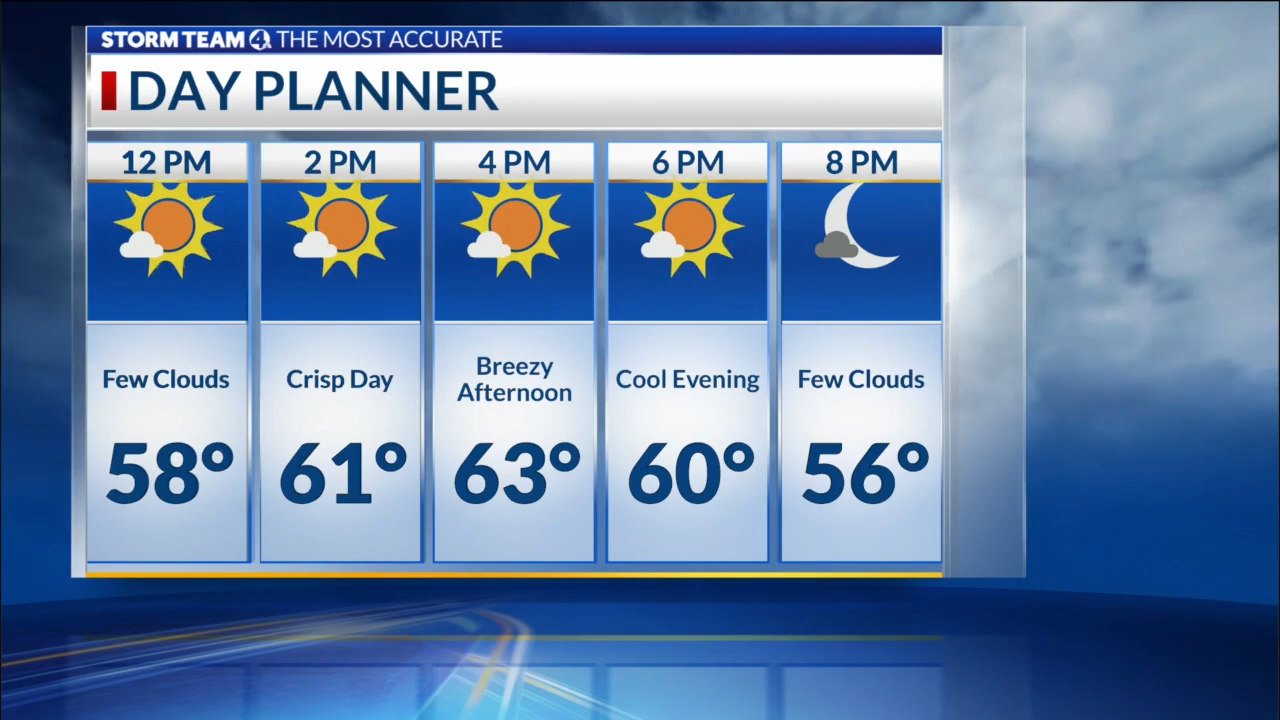 STORM TEAM 4 THE MOST ACCURATE
DAY PLANNER
12 PM
2 PM
4 PM
6 PM
8 PM
Few Clouds
Crisp Day
Breezy
Afternoon
Cool Evening
Few Clouds
58°
61°
63°
60°
56°